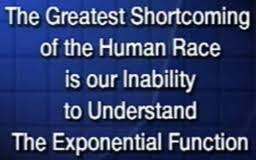 The Greatest Shortcoming
of the Human Race
is our Inability
to Understand
The Exponential Function